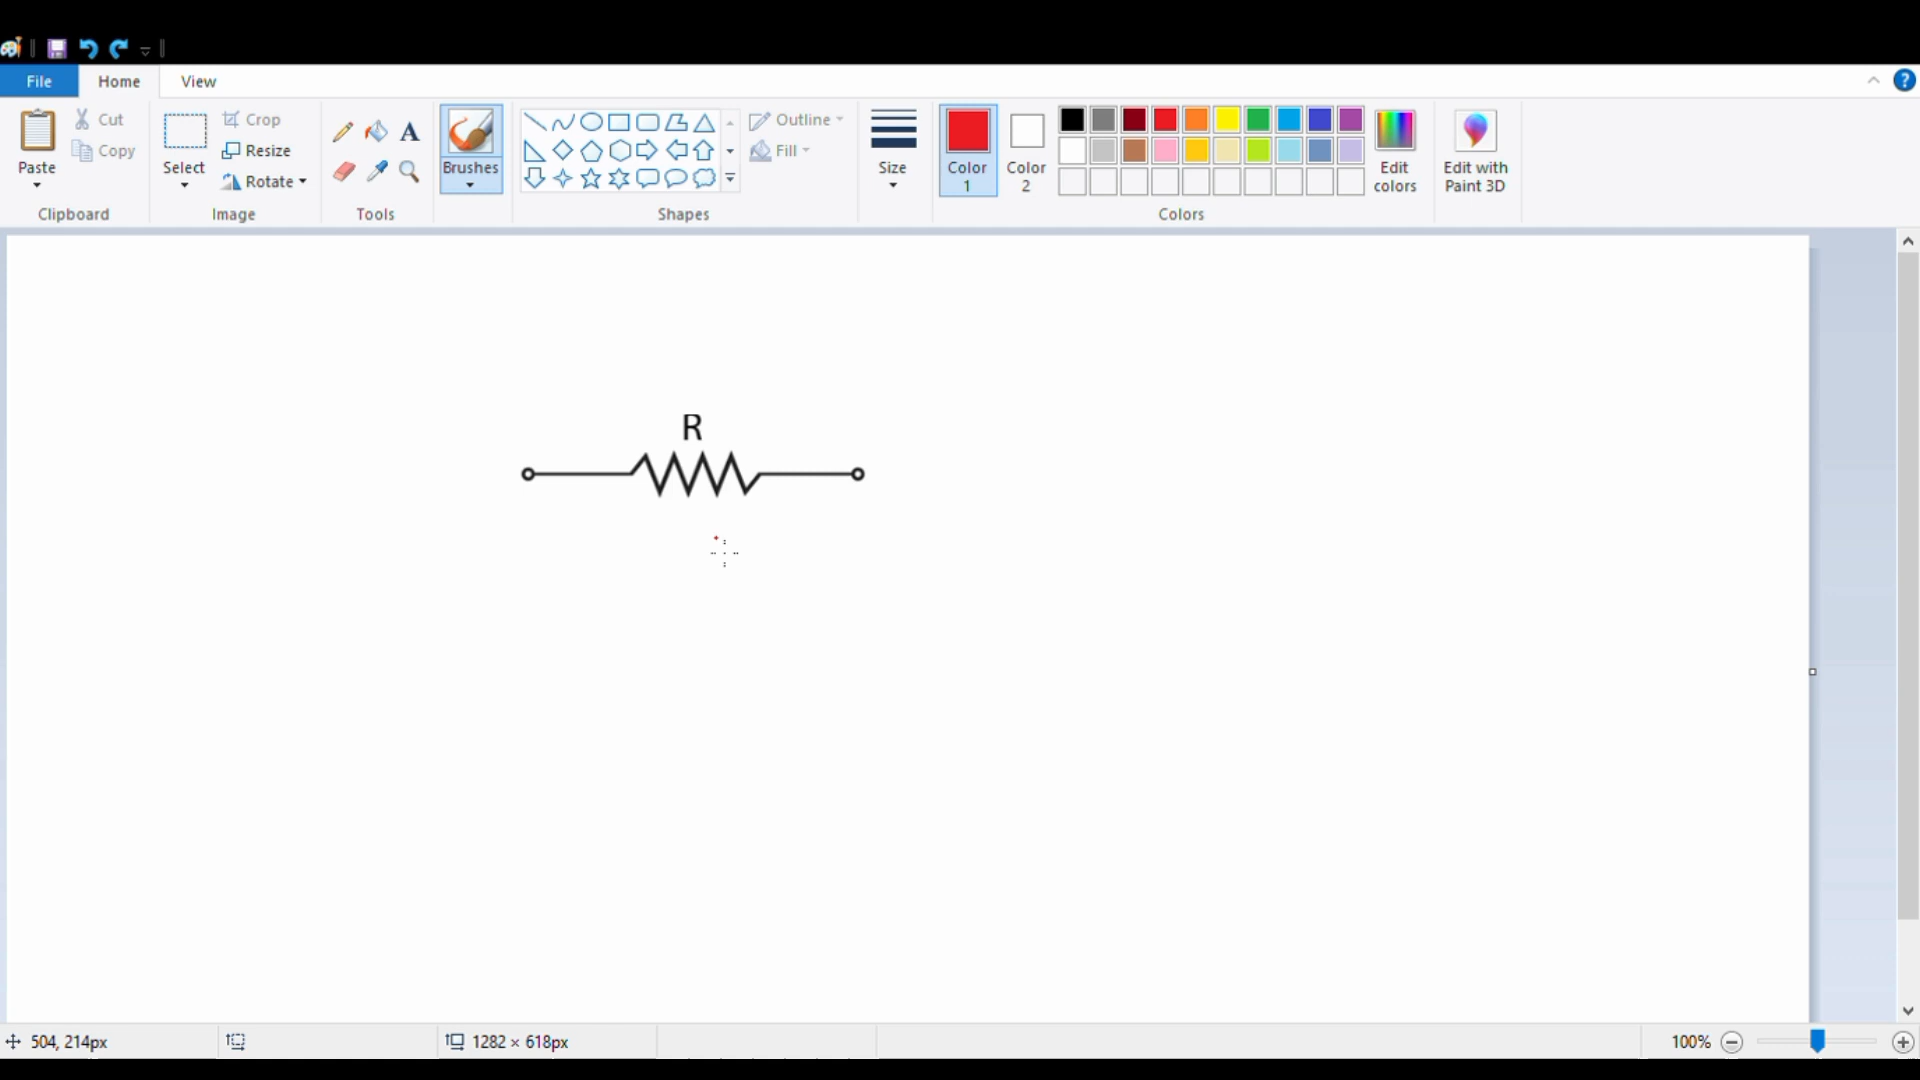 File Home View
Paste
Cut
Copy
Clipboard
Select
Crop
Resize
Rotate
Image
A
Tools
Brushes
Outline
Fill
Shapes
Size
Color
1
Color
2
Edit
colors
Colors
Edit with
Paint 3D
?
R
504, 214px
1282 × 618px
100%